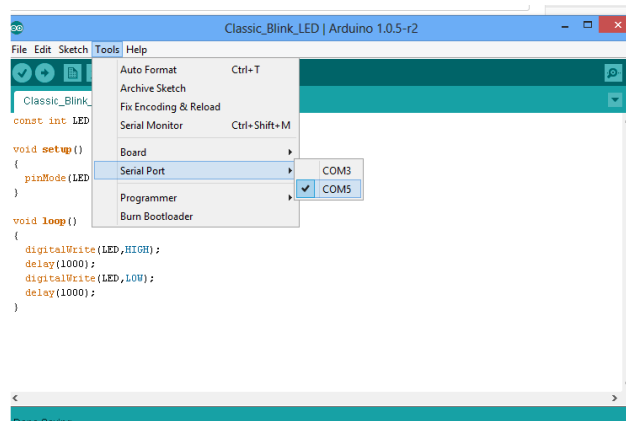 Classic_Blink_LED | Arduino 1.0.5-r2
File Edit Sketch Tools Help
Auto Format Ctrl+T
Archive Sketch
Fix Encoding & Reload
Serial Monitor Ctrl+Shift+M
Board
Serial Port
Programmer
Burn Bootloader
COM3
COM5
Classic_Blink_
const int LED
void setup()
{
pinMode(LED
}
void loop()
{
digitalWrite(LED,HIGH);
delay(1000);
digitalWrite(LED,LOW);
delay(1000);
}